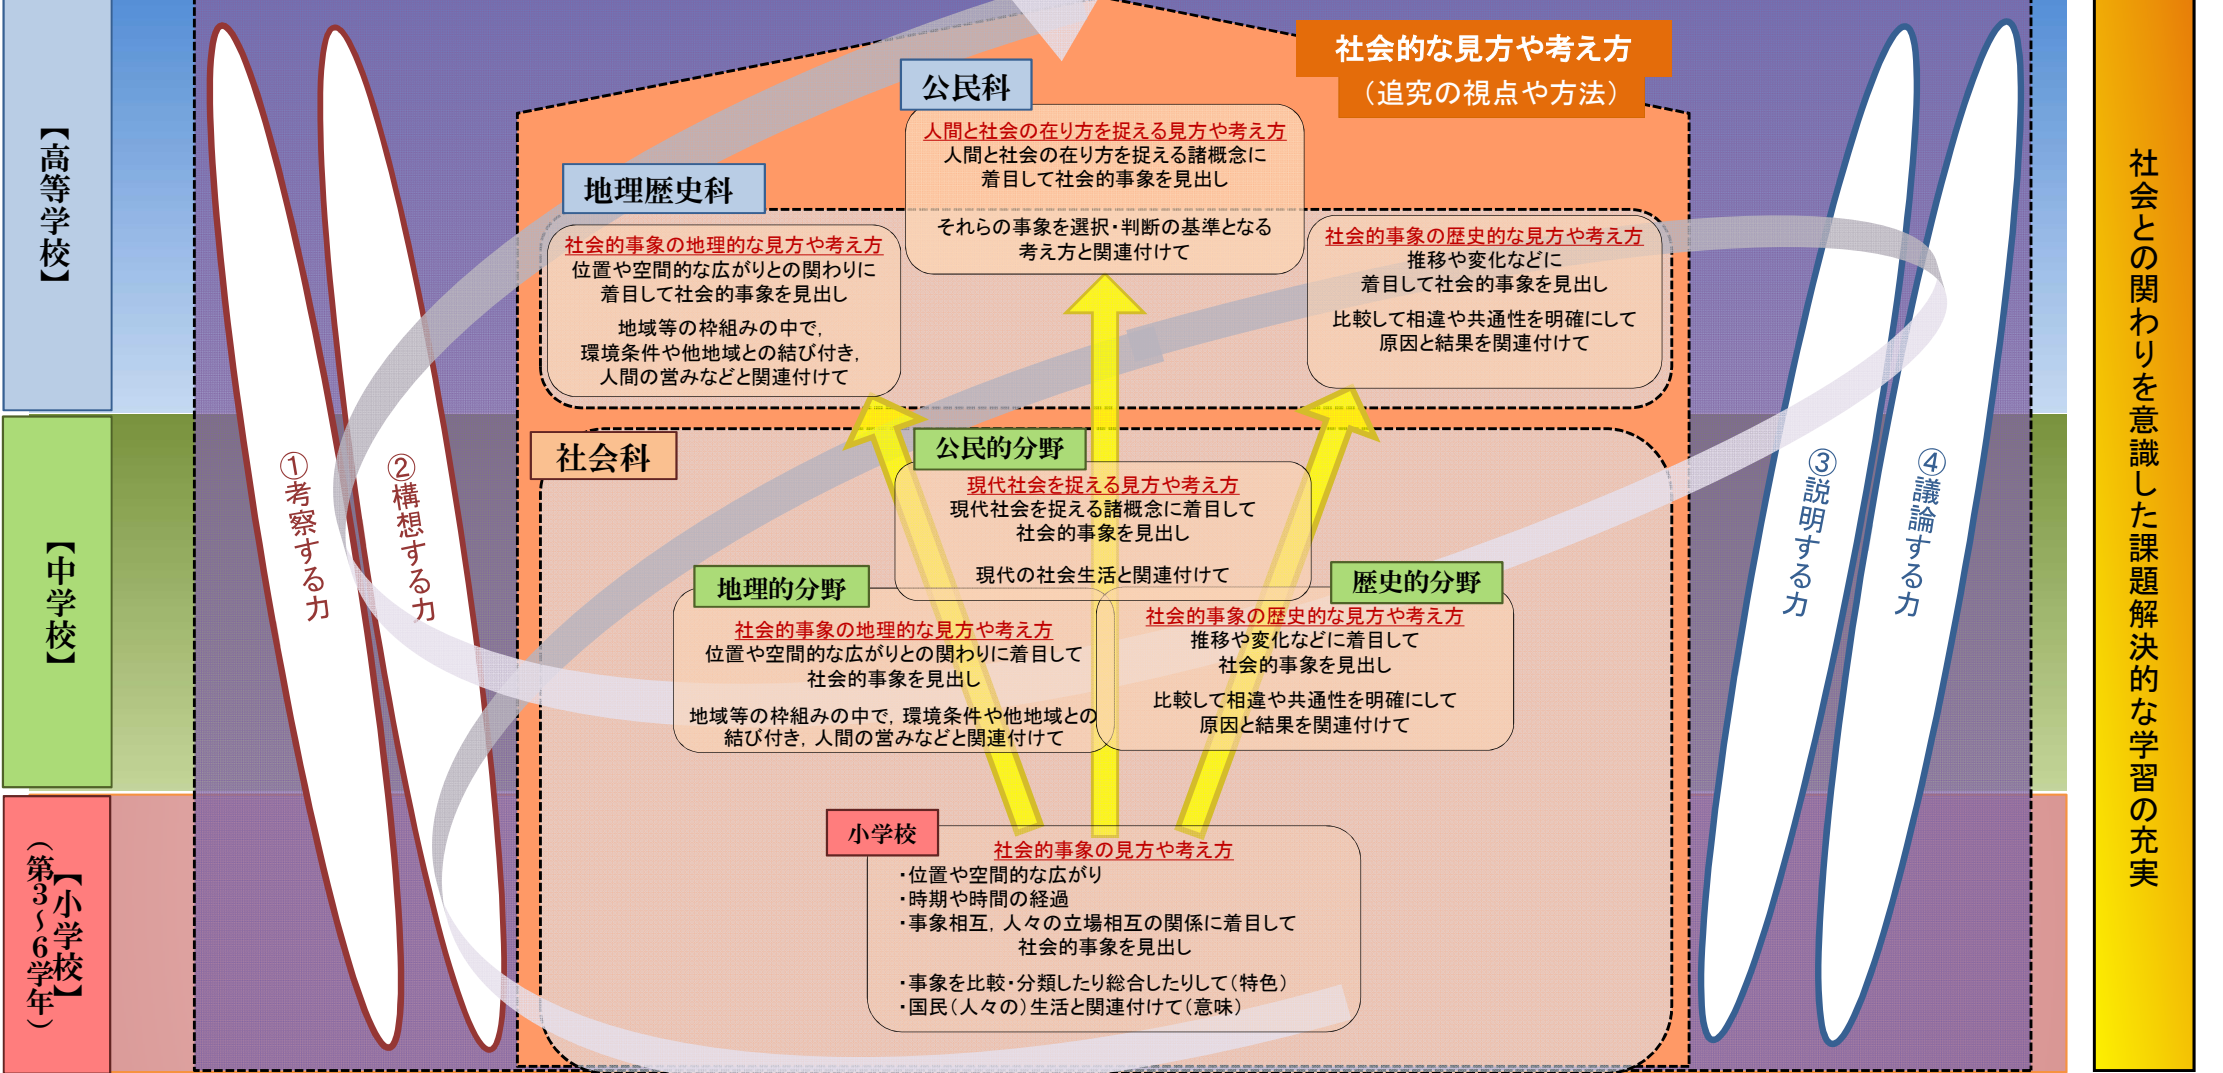 社会的な見方や考え方
（追究の視点や方法）
【高等学校】
公民科
人間と社会の在り方を捉える見方や考え方
人間と社会の在り方を捉える諸概念に
着目して社会的事象を見出し
それらの事象を選択・判断の基準となる
考え方と関連付けて
地理歴史科
社会的事象の地理的な見方や考え方
位置や空間的な広がりとの関わりに
着目して社会的事象を見出し
地域等の枠組みの中で，
環境条件や他地域との結び付き，
人間の営みなどと関連付けて
社会的事象の歴史的な見方や考え方
推移や変化などに
着目して社会的事象を見出し
比較して相違や共通性を明確にして
原因と結果を関連付けて
【中学校】
社会科
公民的分野
現代社会を捉える見方や考え方
現代社会を捉える諸概念に着目して
社会的事象を見出し
現代の社会生活と関連付けて
地理的分野
社会的事象の地理的な見方や考え方
位置や空間的な広がりとの関わりに着目して
社会的事象を見出し
地域等の枠組みの中で，環境条件や他地域との
結び付き，人間の営みなどと関連付けて
歴史的分野
社会的事象の歴史的な見方や考え方
推移や変化などに着目して
社会的事象を見出し
比較して相違や共通性を明確にして
原因と結果を関連付けて
【小学校】
（第3～6学年）
小学校
社会的事象の見方や考え方
・位置や空間的な広がり
・時期や時間の経過
・事象相互，人々の立場相互の関係に着目して
社会的事象を見出し
・事象を比較・分類したり総合したりして（特色）
・国民（人々の）生活と関連付けて（意味）
①考察する力
②構想する力
③説明する力
④議論する力
社会との関わりを意識した課題解決的な学習の充実